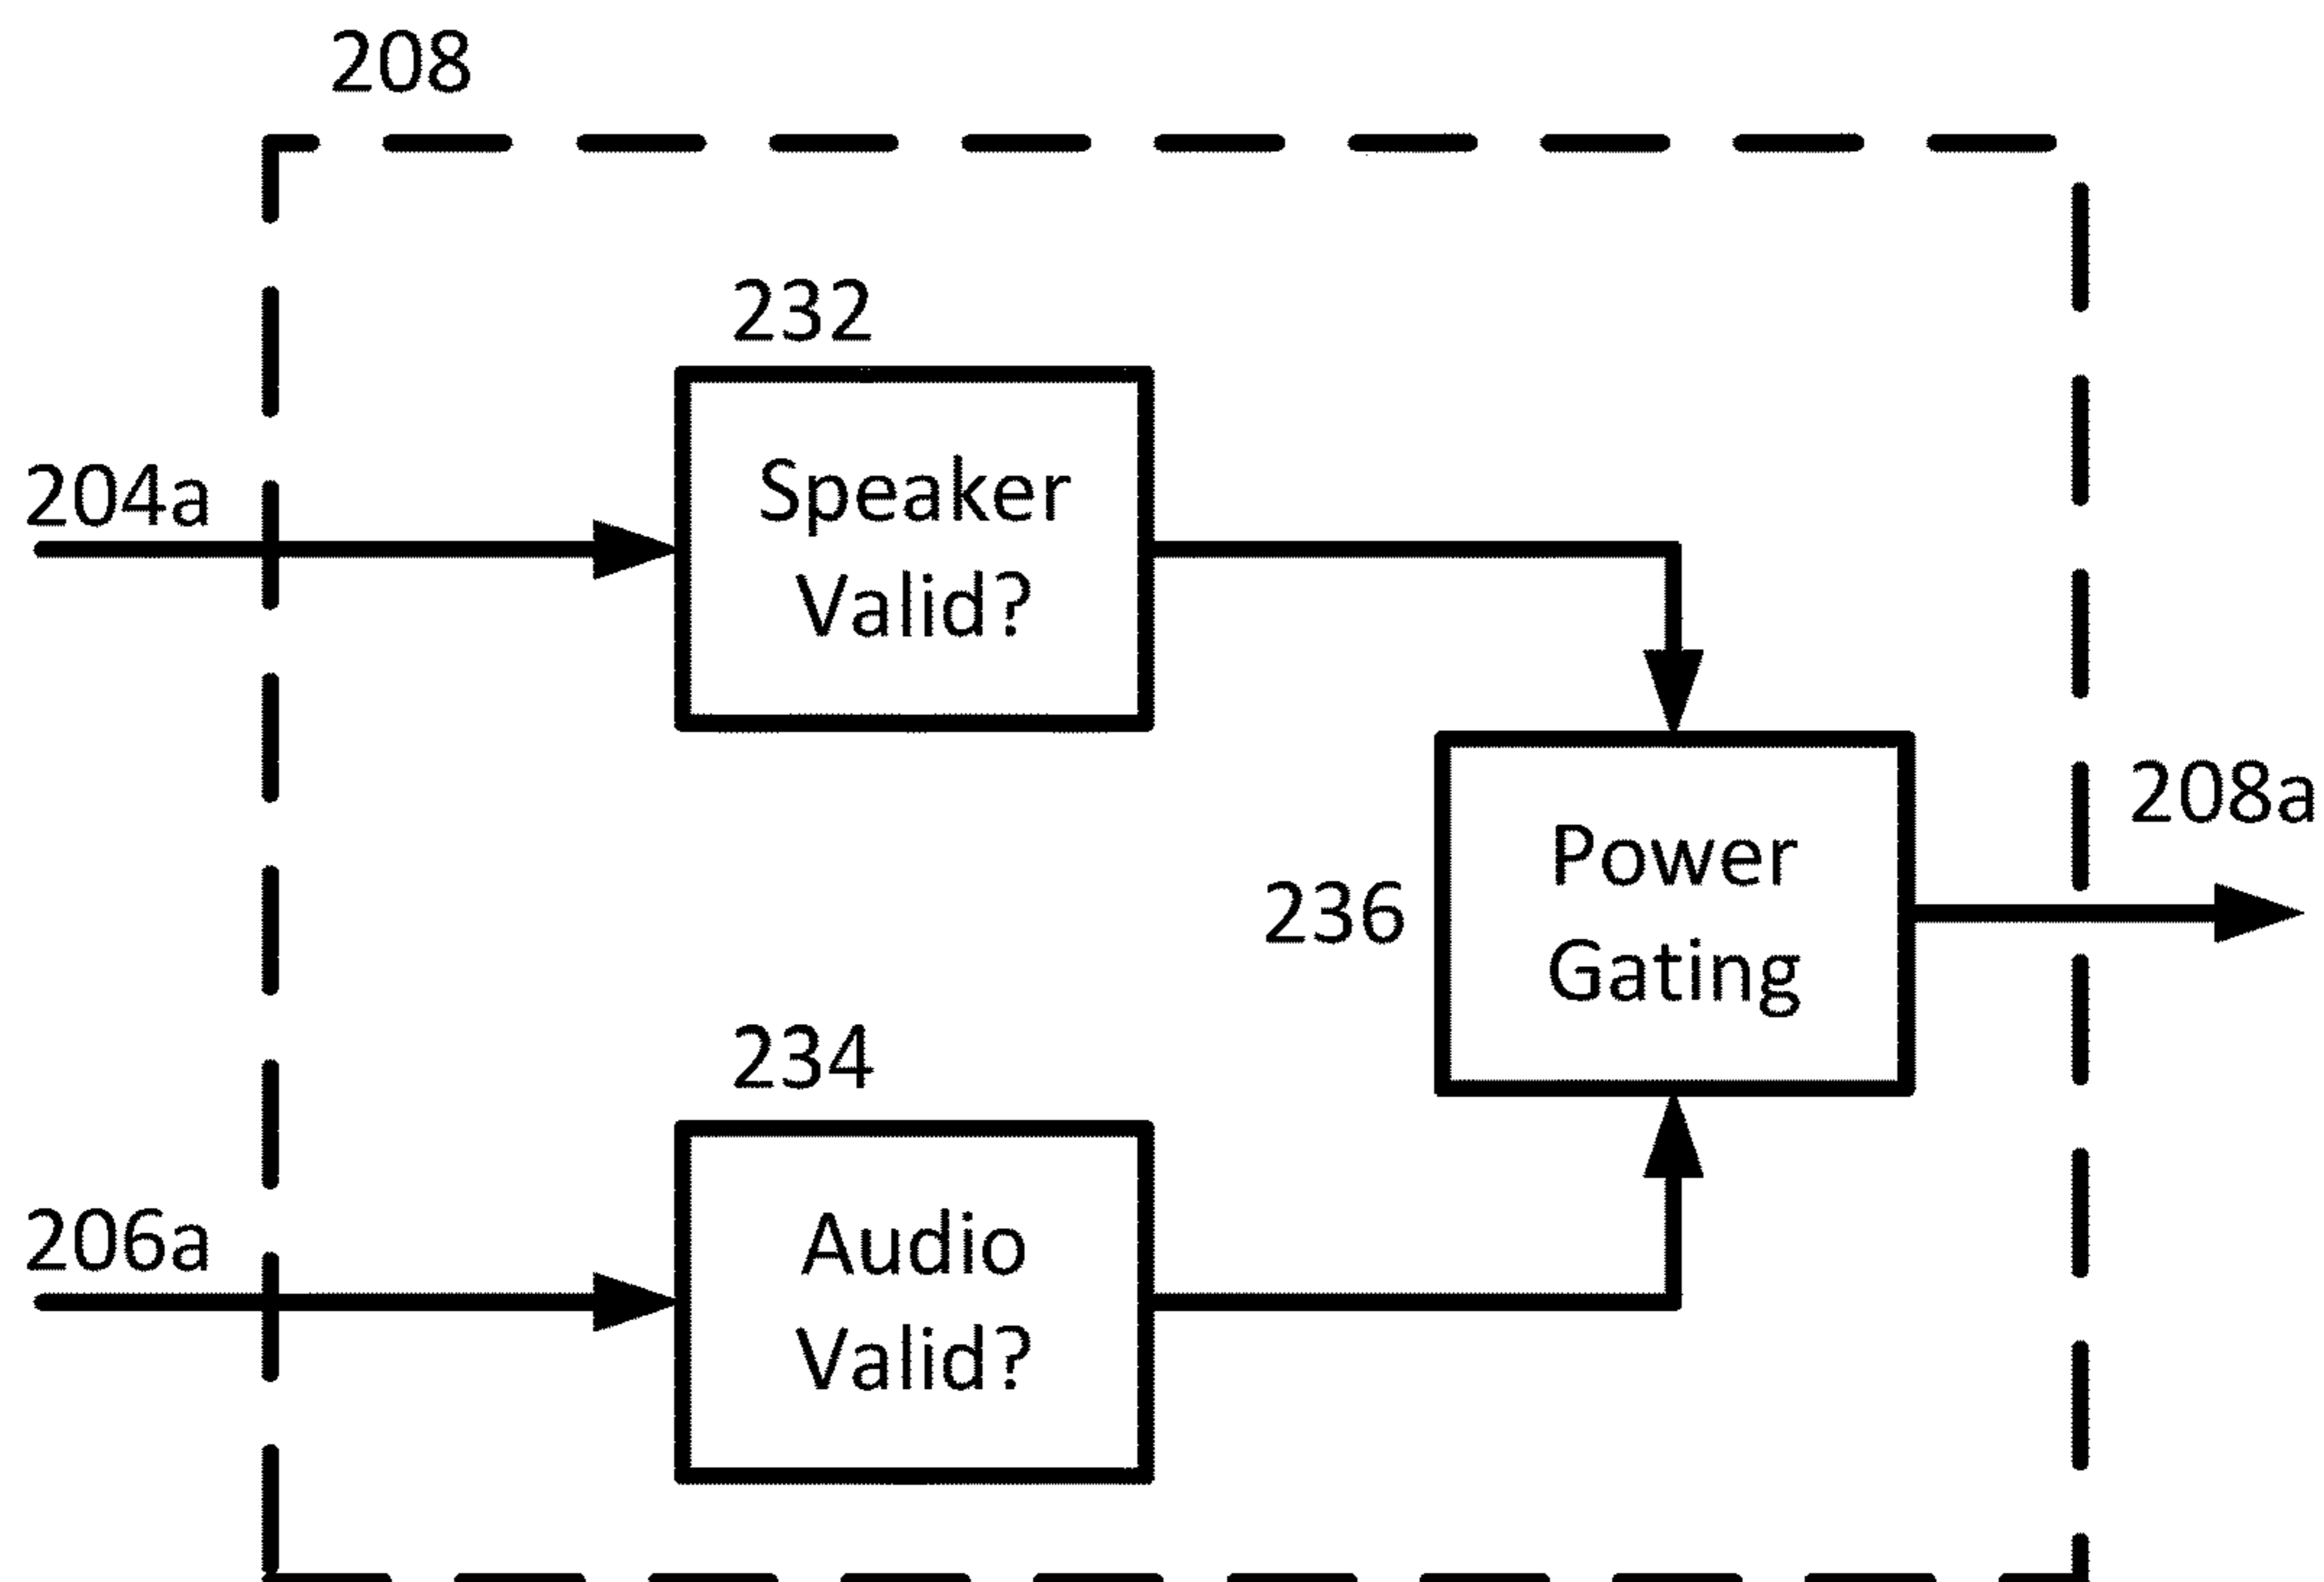 208
232
204a
Speaker
Valid?
208a
236
Power
Gating
234
206a
Audio
Valid?